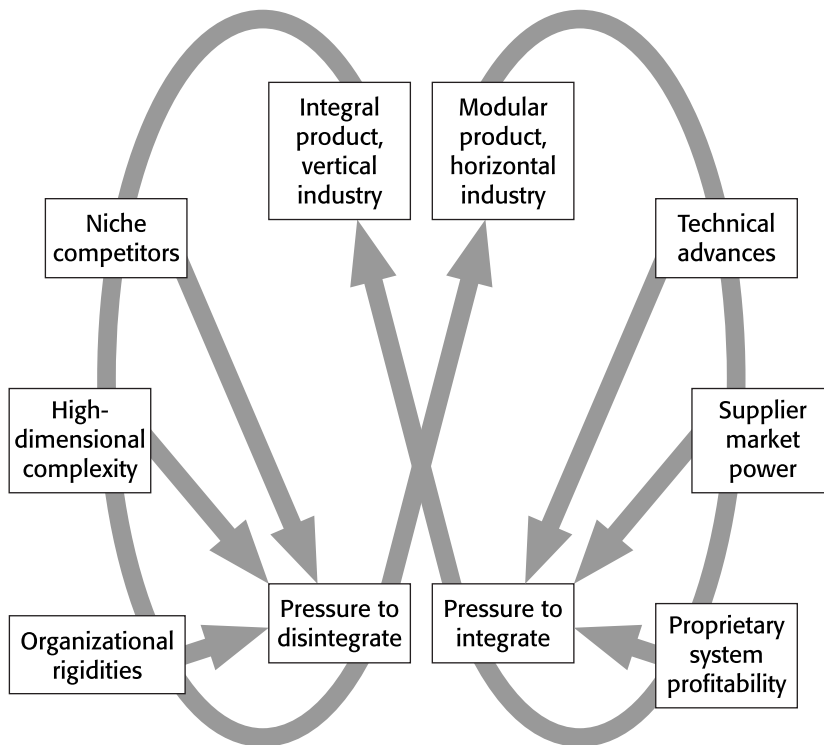 Integral
product,
vertical
industry
Modular
product,
horizontal
industry
Niche
competitors
Technical
advances
High-
dimensional
complexity
Supplier
market
power
Organizational
rigidities
Pressure to
disintegrate
Pressure to
integrate
Proprietary
system
profitability